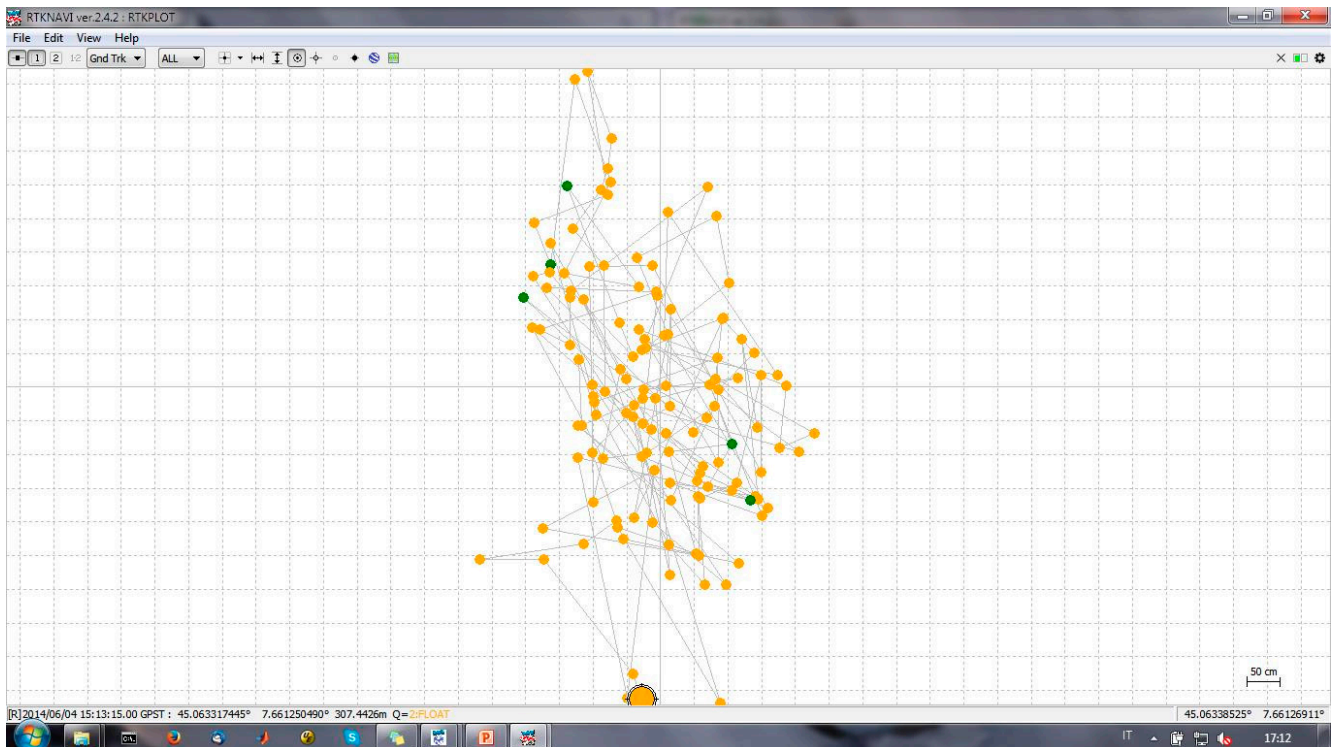 RTKNAVI ver.2.4.2 : RTKPLOT
File Edit View Help
1 2 1-2 Gnd Trk ALL
50 cm
[R]2014/06/04 15:13:15.00 GPST : 45.063317445° 7.661250490° 307.4426m Q=2:FLOAT 45.06338525° 7.66126911°
IT 17:12